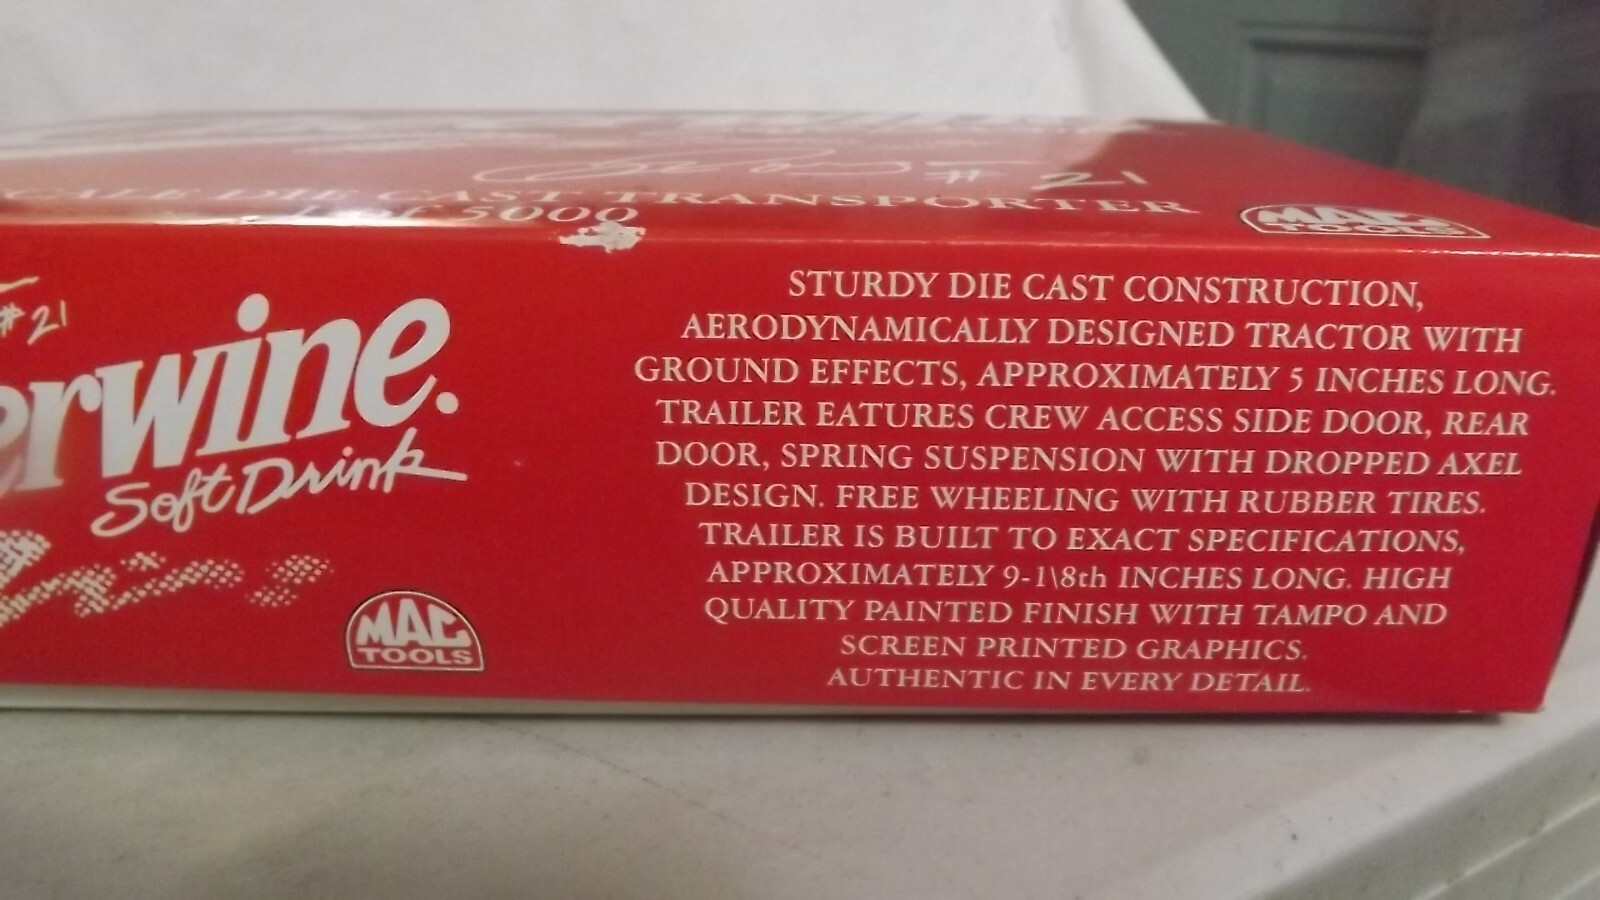 # 21
SCALE DIE CAST TRANSPORTER
1 OF 5000
MAC
TOOLS
#21
erwine.
Soft Drink
MAC
TOOLS
STURDY DIE CAST CONSTRUCTION,
AERODYNAMICALLY DESIGNED TRACTOR WITH
GROUND EFFECTS, APPROXIMATELY 5 INCHES LONG.
TRAILER EATURES CREW ACCESS SIDE DOOR, REAR
DOOR, SPRING SUSPENSION WITH DROPPED AXEL
DESIGN. FREE WHEELING WITH RUBBER TIRES.
TRAILER IS BUILT TO EXACT SPECIFICATIONS,
APPROXIMATELY 9-1\8th INCHES LONG. HIGH
QUALITY PAINTED FINISH WITH TAMPO AND
SCREEN PRINTED GRAPHICS.
AUTHENTIC IN EVERY DETAIL.